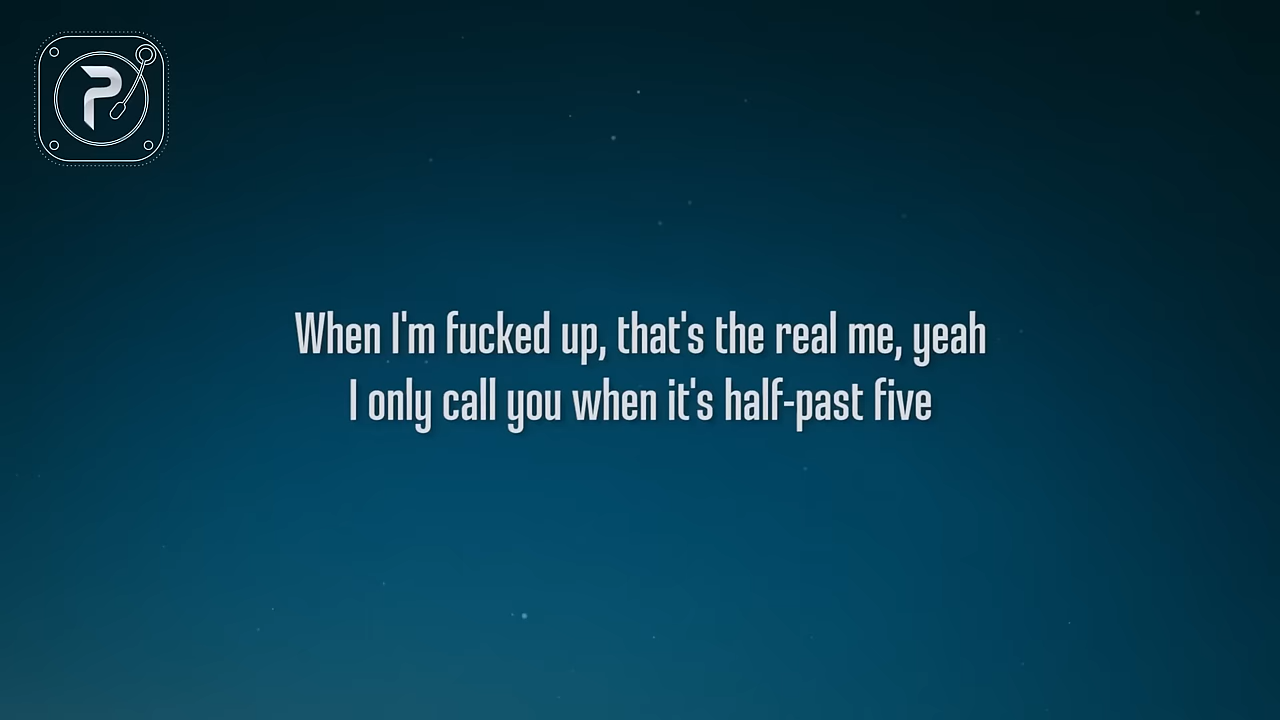 P
When I'm fucked up, that's the real me, yeah
I only call you when it's half-past five